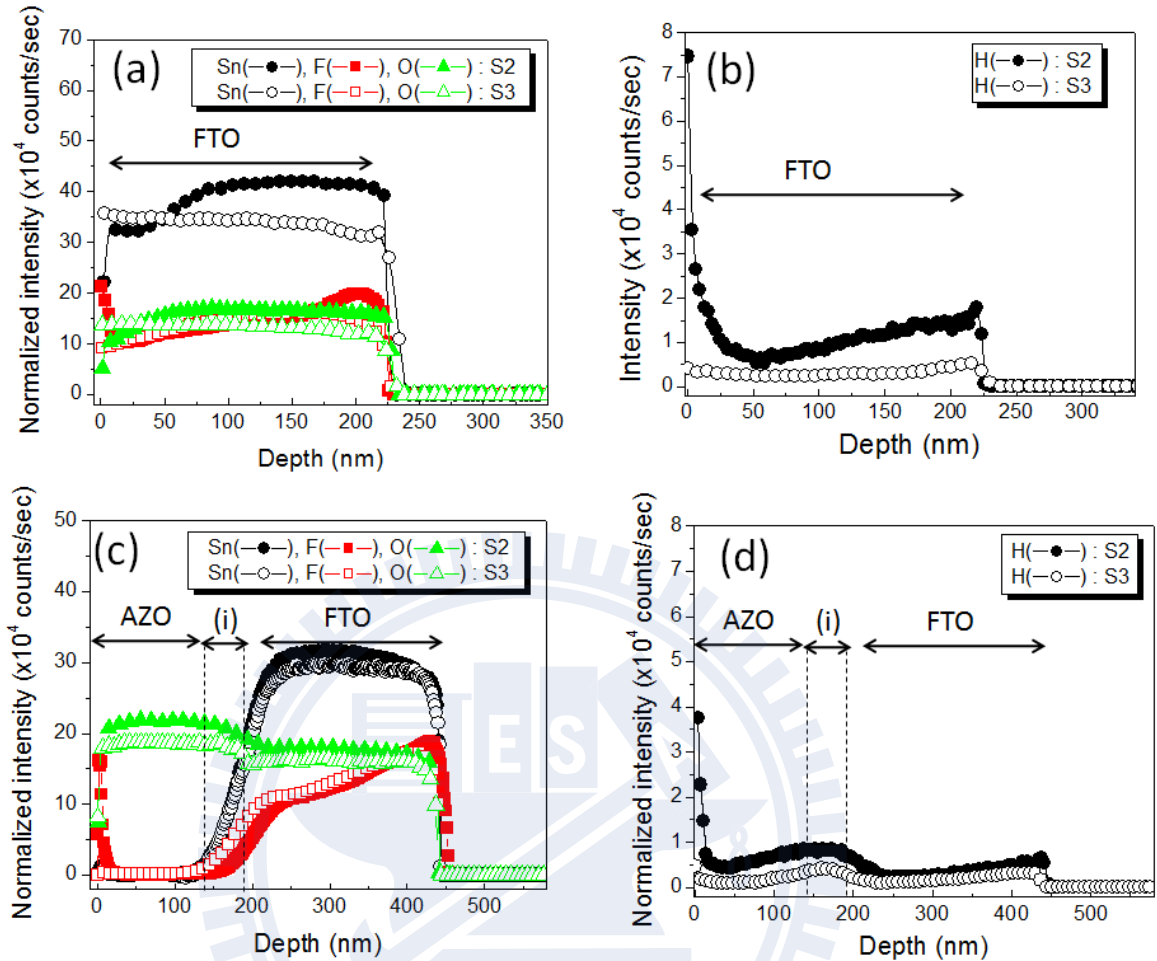 (a)
Sn(—●—), F(—■—), O(—▲—) : S2
Sn(—○—), F(—□—), O(—△—) : S3
FTO
Normalized intensity (x10⁴ counts/sec)
70
60
50
40
30
20
10
0
0 50 100 150 200 250 300 350
Depth (nm)
(b)
H(—●—) : S2
H(—○—) : S3
FTO
Intensity (x10⁴ counts/sec)
8
7
6
5
4
3
2
1
0
0 50 100 150 200 250 300
Depth (nm)
(c)
Sn(—●—), F(—■—), O(—▲—) : S2
Sn(—○—), F(—□—), O(—△—) : S3
AZO (i) FTO
Normalized intensity (x10⁴ counts/sec)
50
40
30
20
10
0
0 100 200 300 400 500
Depth (nm)
(d)
H(—●—) : S2
H(—○—) : S3
AZO (i) FTO
Normalized intensity (x10⁴ counts/sec)
8
7
6
5
4
3
2
1
0
0 100 200 300 400 500
Depth (nm)
ES